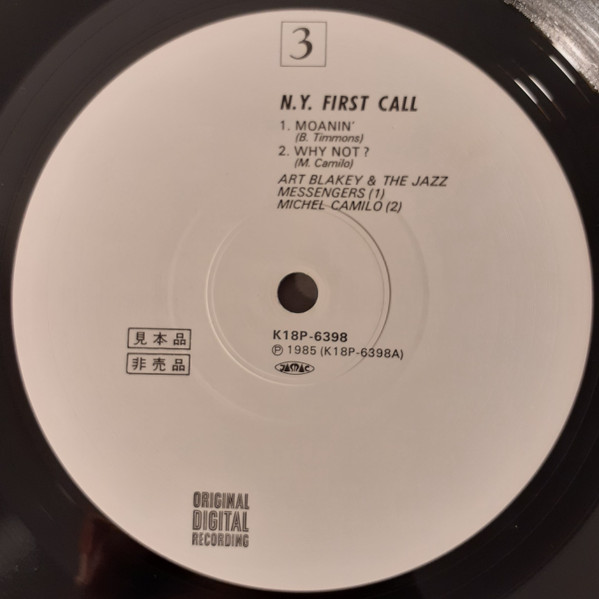 3
N.Y. FIRST CALL
1. MOANIN'
(B. Timmons)
2. WHY NOT?
(M. Camilo)
ART BLAKEY & THE JAZZ
MESSENGERS (1)
MICHEL CAMILO (2)
見本品
非売品
K18P-6398
Ⓟ 1985 (K18P-6398A)
ORIGINAL
DIGITAL
RECORDING